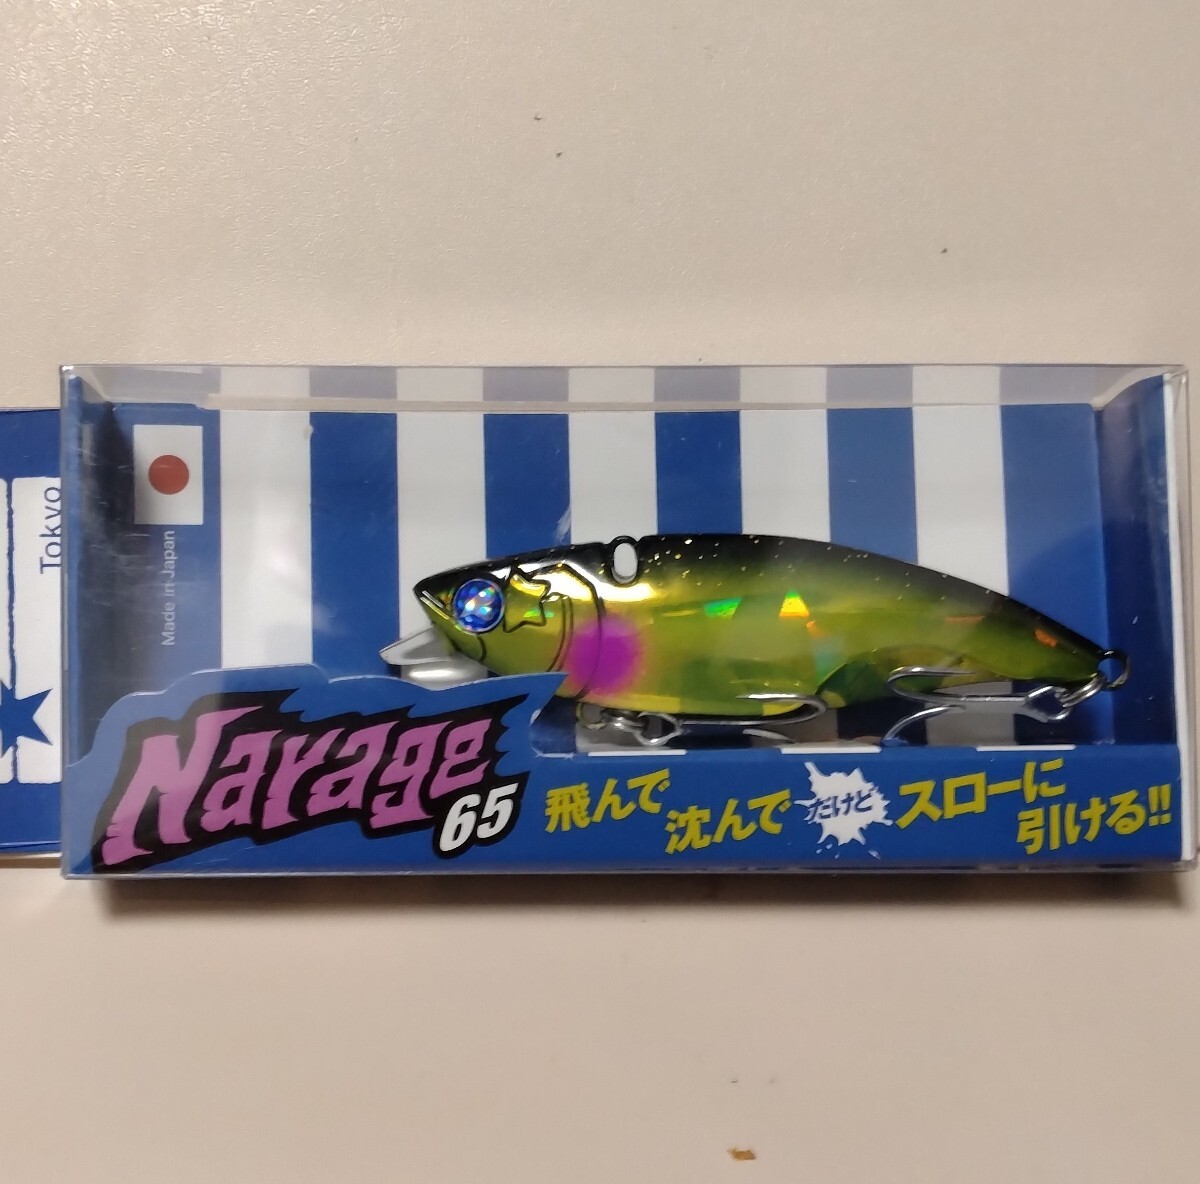 Tokyo
Made in Japan
Narage
65
飛んで
沈んで
だけど
スローに
引ける!!